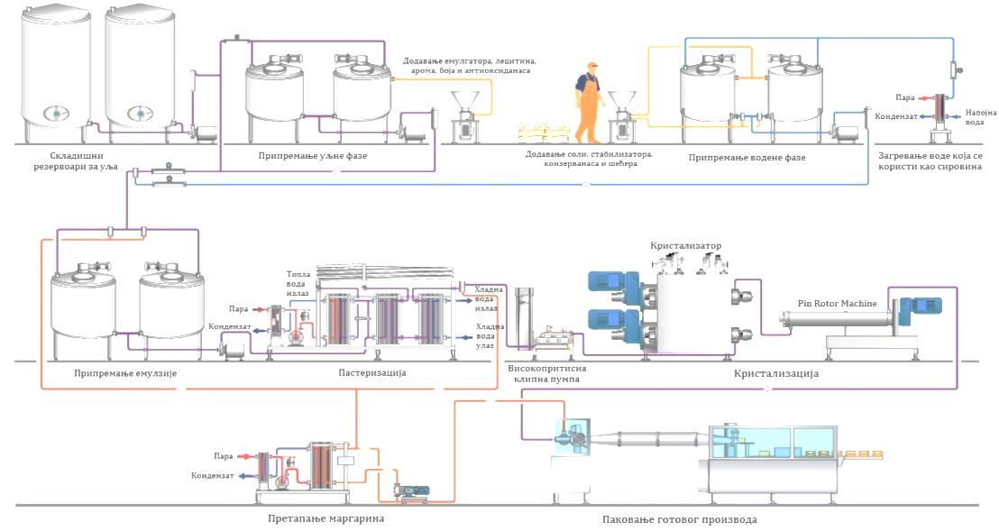 Додавање емулгатора, лецитина,
арома, боја и антиоксиданаса
Пара
Кондензат
Напојна
вода
Складишни
резервоари за уља
Припремање уљне фазе
Додавање соли, стабилизатора,
конзерванаса и шећера
Припремање водене фазе
Загревање воде која се
користи као сировина
Топла
вода
излаз
Пара
Кондензат
Хладна
вода
излаз
Хладна
вода
улаз
Кристализатор
Pin Rotor Machine
Припремање емулзије
Пастеризација
Високопритисна
клипна пумпа
Кристализација
Пара
Кондензат
Претапање маргарина
Паковање готовог производа